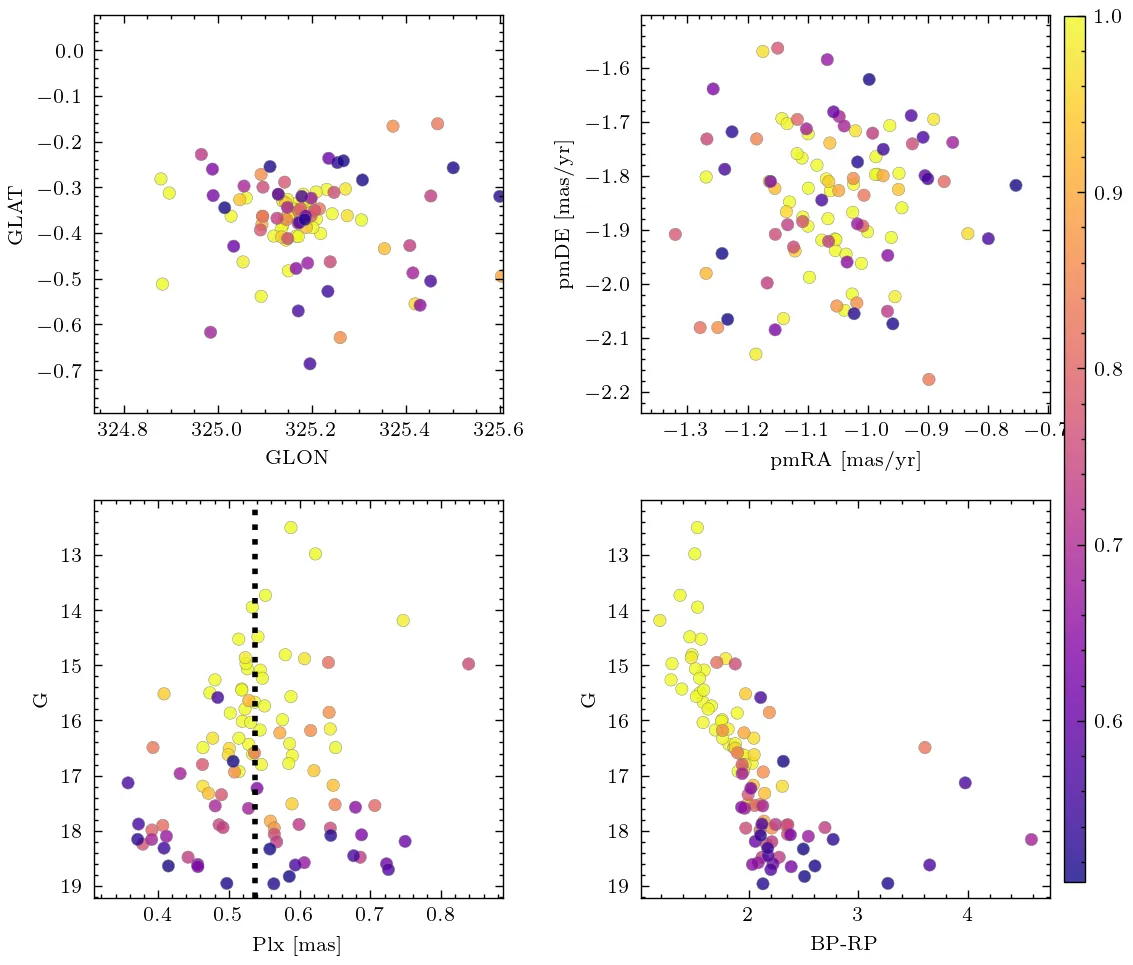 0.0
−0.1
−0.2
−0.3
−0.4
−0.5
−0.6
−0.7
GLAT
324.8 325.0 325.2 325.4 325.6
GLON
−1.6
−1.7
−1.8
−1.9
−2.0
−2.1
−2.2
pmDE [mas/yr]
−1.3 −1.2 −1.1 −1.0 −0.9 −0.8 −0.7
pmRA [mas/yr]
13
14
15
16
17
18
19
G
0.4 0.5 0.6 0.7 0.8
Plx [mas]
13
14
15
16
17
18
19
G
2 3 4
BP-RP
1.0
0.9
0.8
0.7
0.6